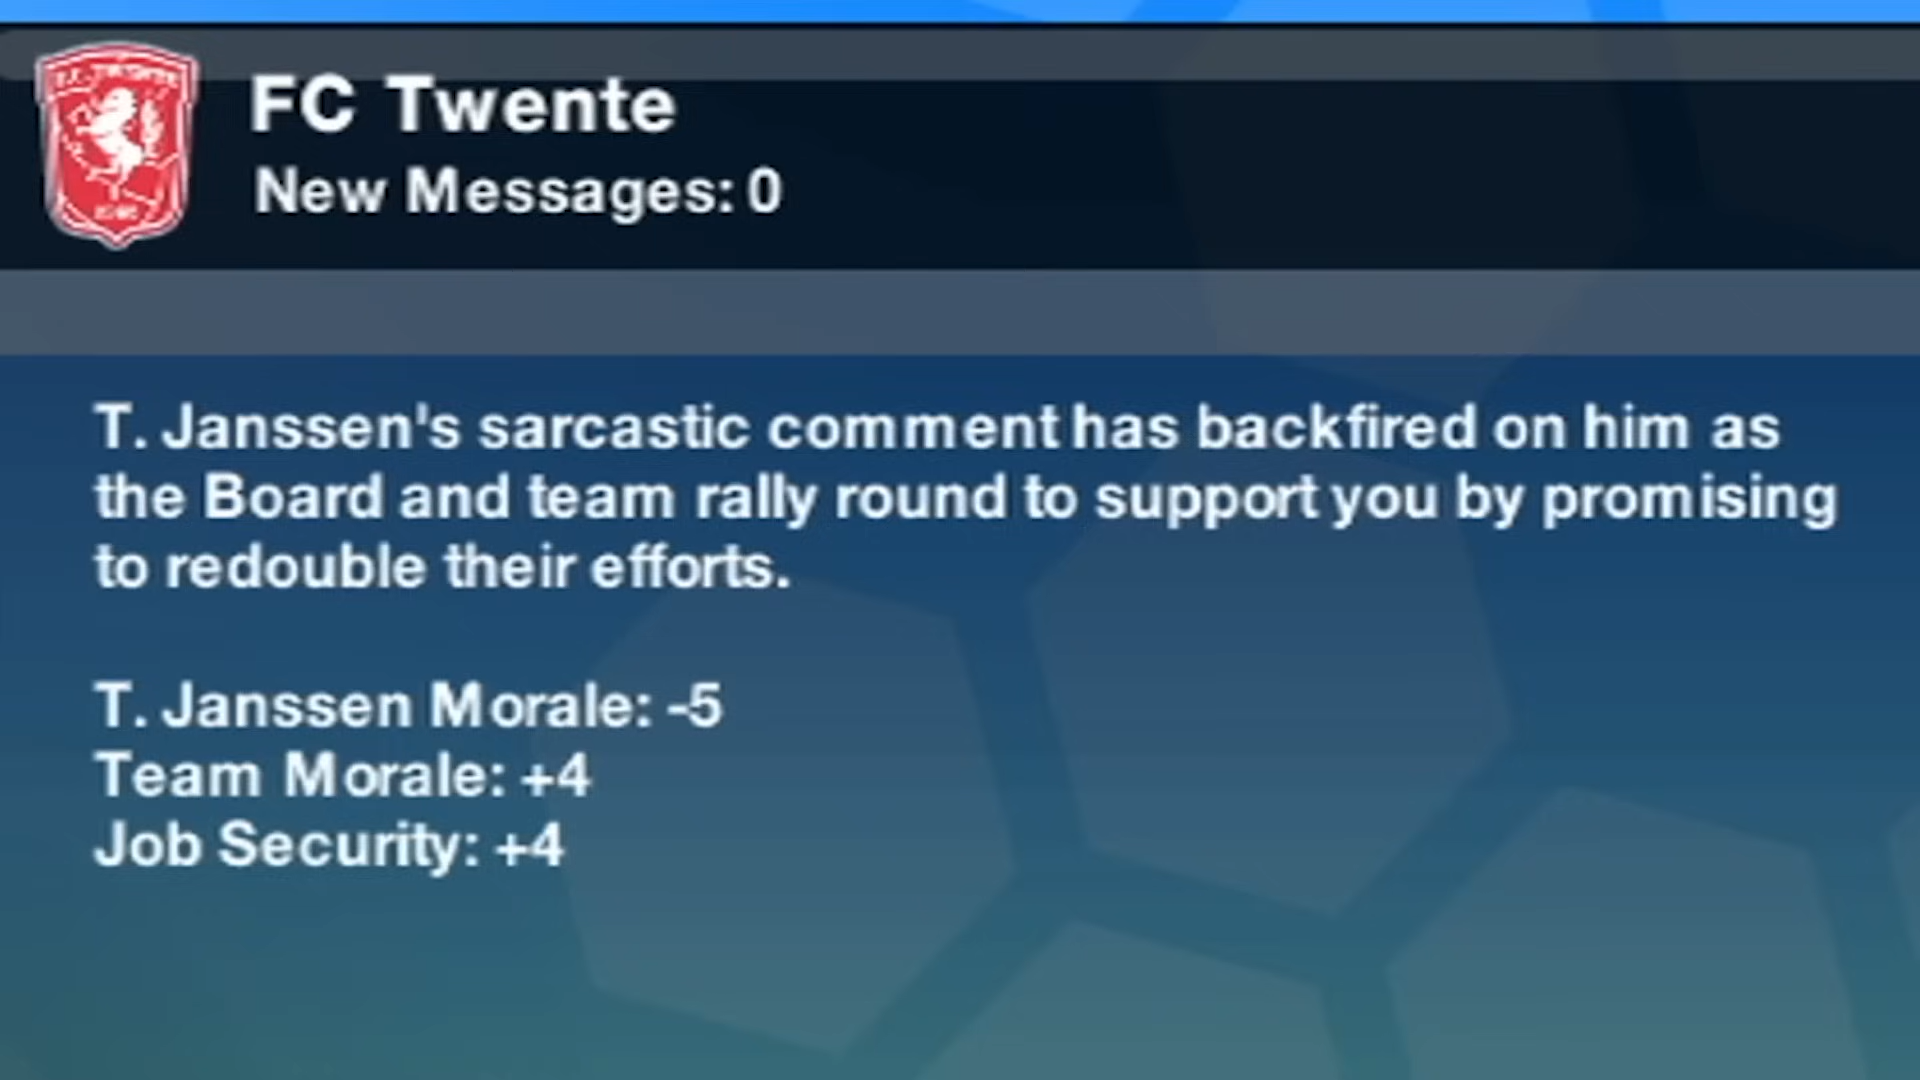 FC Twente
New Messages: 0
T. Janssen's sarcastic comment has backfired on him as
the Board and team rally round to support you by promising
to redouble their efforts.
T. Janssen Morale: -5
Team Morale: +4
Job Security: +4